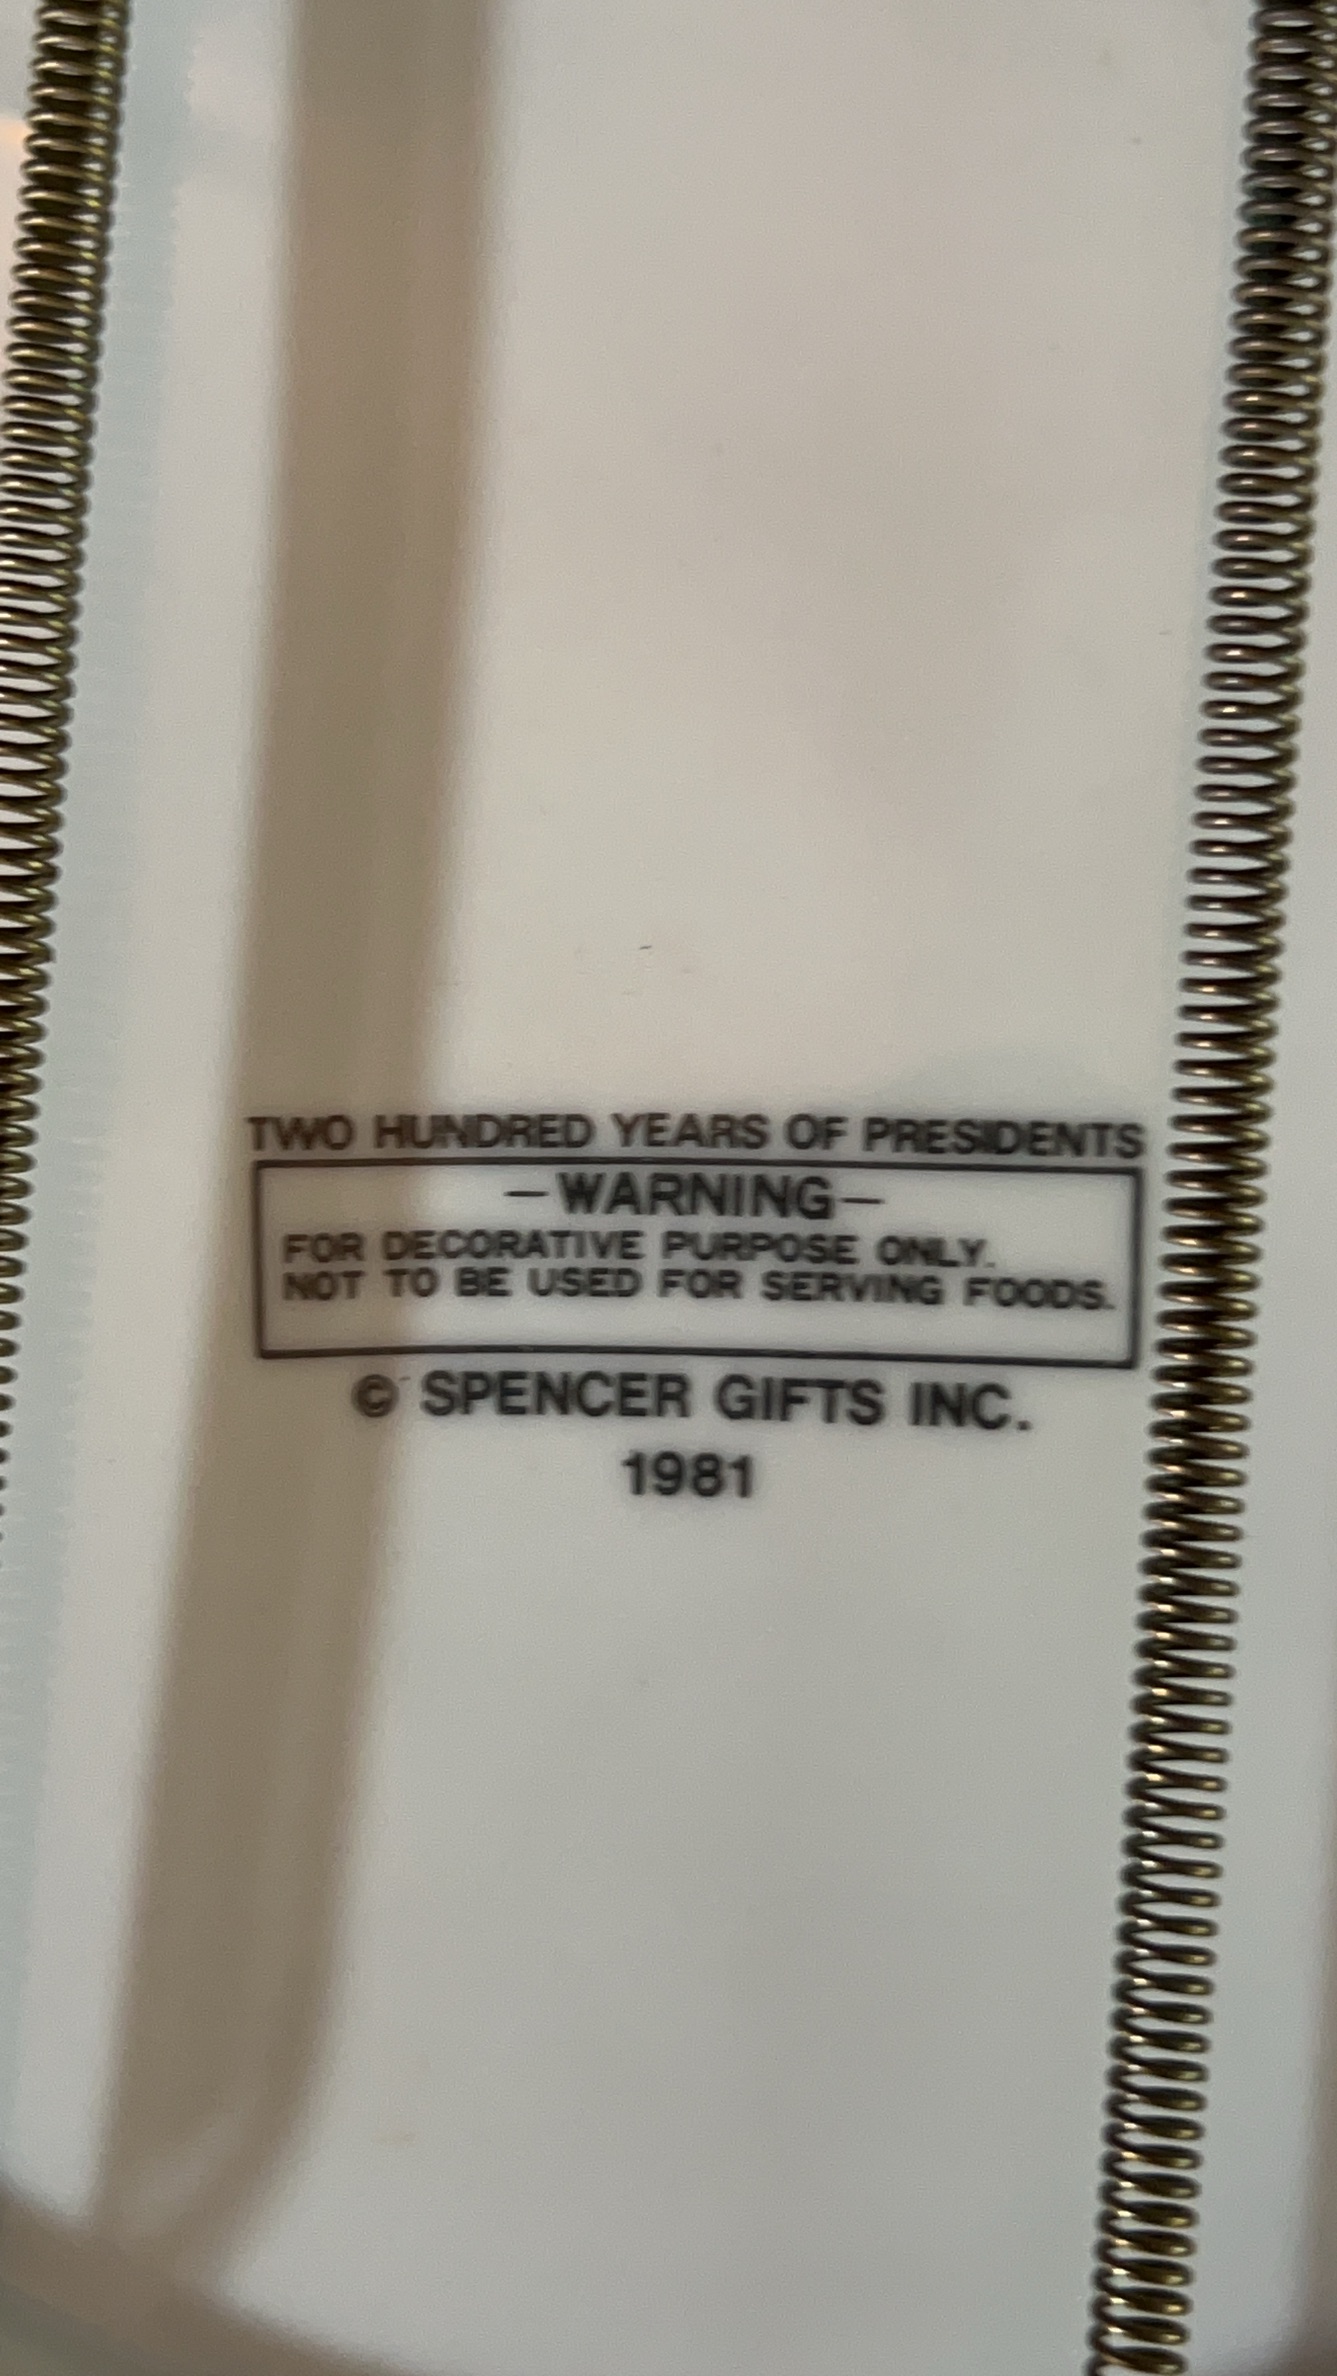 TWO HUNDRED YEARS OF PRESIDENTS
—WARNING—
FOR DECORATIVE PURPOSE ONLY.
NOT TO BE USED FOR SERVING FOODS.
© SPENCER GIFTS INC.
1981